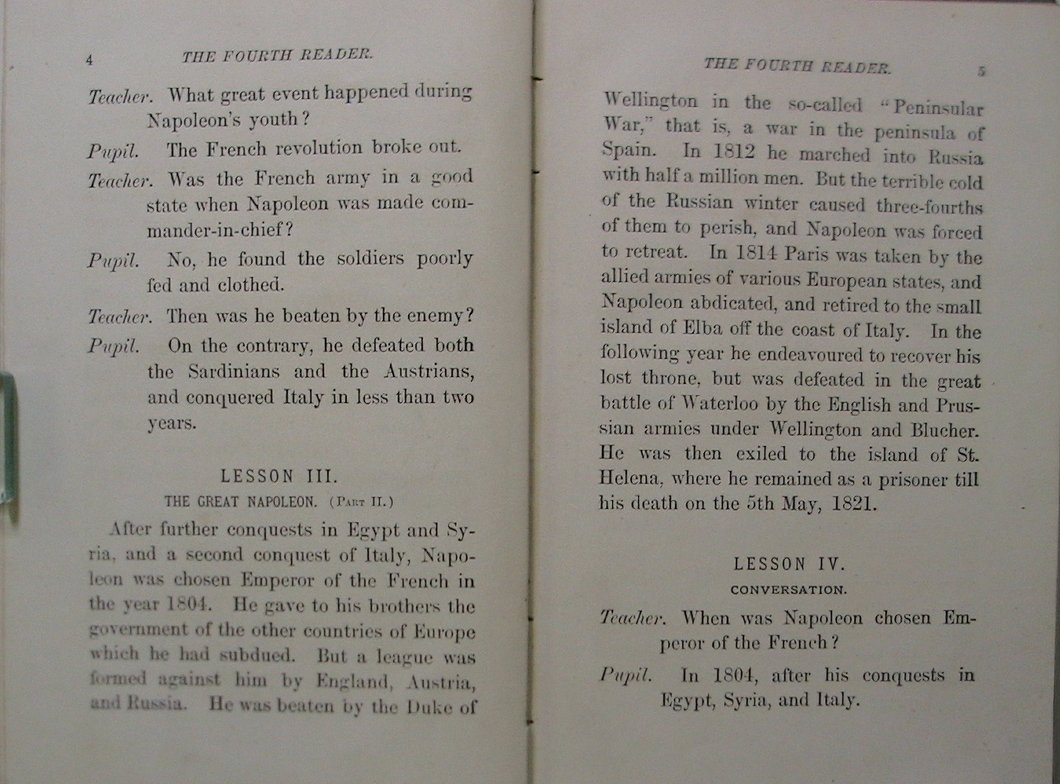 4
THE FOURTH READER.
Teacher. What great event happened during
Napoleon's youth?
Pupil. The French revolution broke out.
Teacher. Was the French army in a good
state when Napoleon was made com-
mander-in-chief?
Pupil. No, he found the soldiers poorly
fed and clothed.
Teacher. Then was he beaten by the enemy?
Pupil. On the contrary, he defeated both
the Sardinians and the Austrians,
and conquered Italy in less than two
years.
LESSON III.
THE GREAT NAPOLEON. (PART II.)
After further conquests in Egypt and Sy-
ria, and a second conquest of Italy, Napo-
leon was chosen Emperor of the French in
the year 1804. He gave to his brothers the
government of the other countries of Europe
which he had subdued. But a league was
formed against him by England, Austria,
and Russia. He was beaten by the Duke of
THE FOURTH READER.
5
Wellington in the so-called "Peninsular
War," that is, a war in the peninsula of
Spain. In 1812 he marched into Russia
with half a million men. But the terrible cold
of the Russian winter caused three-fourths
of them to perish, and Napoleon was forced
to retreat. In 1814 Paris was taken by the
allied armies of various European states, and
Napoleon abdicated, and retired to the small
island of Elba off the coast of Italy. In the
following year he endeavoured to recover his
lost throne, but was defeated in the great
battle of Waterloo by the English and Prus-
sian armies under Wellington and Blucher.
He was then exiled to the island of St.
Helena, where he remained as a prisoner till
his death on the 5th May, 1821.
LESSON IV.
CONVERSATION.
Teacher. When was Napoleon chosen Em-
peror of the French?
Pupil. In 1804, after his conquests in
Egypt, Syria, and Italy.